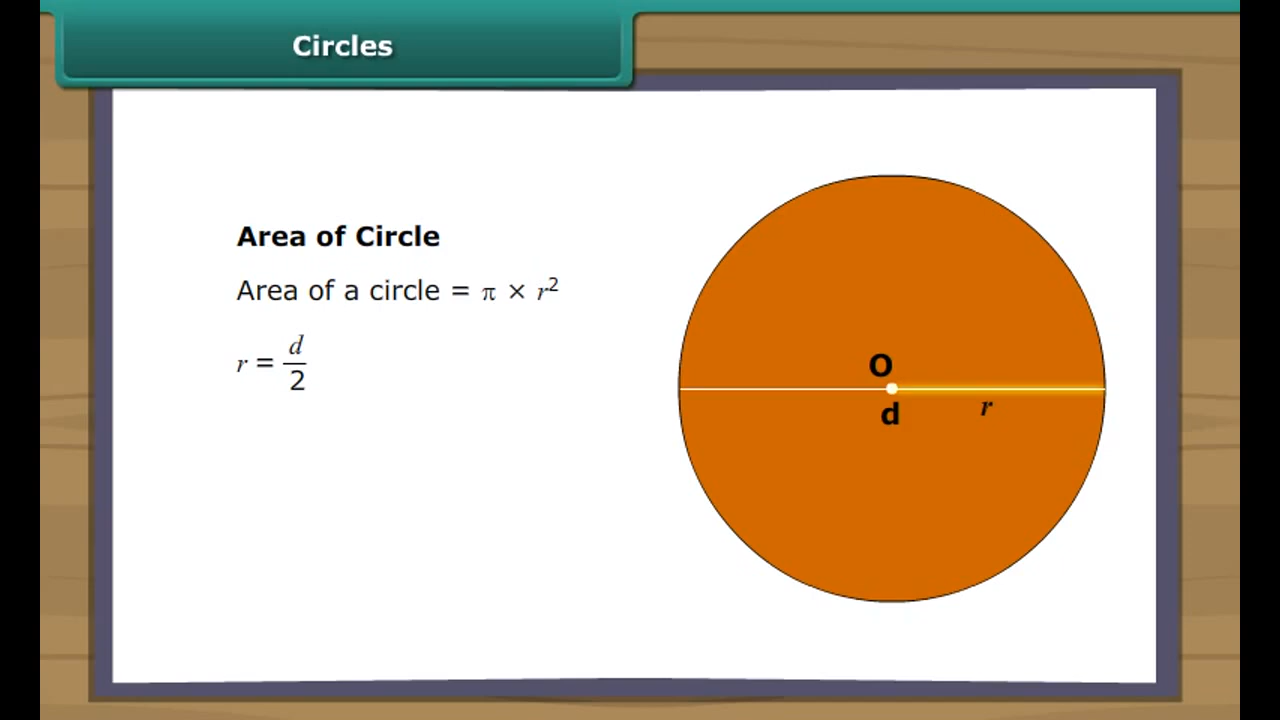 Circles
Area of Circle
Area of a circle = π × r²
r = d/2
O
d
r